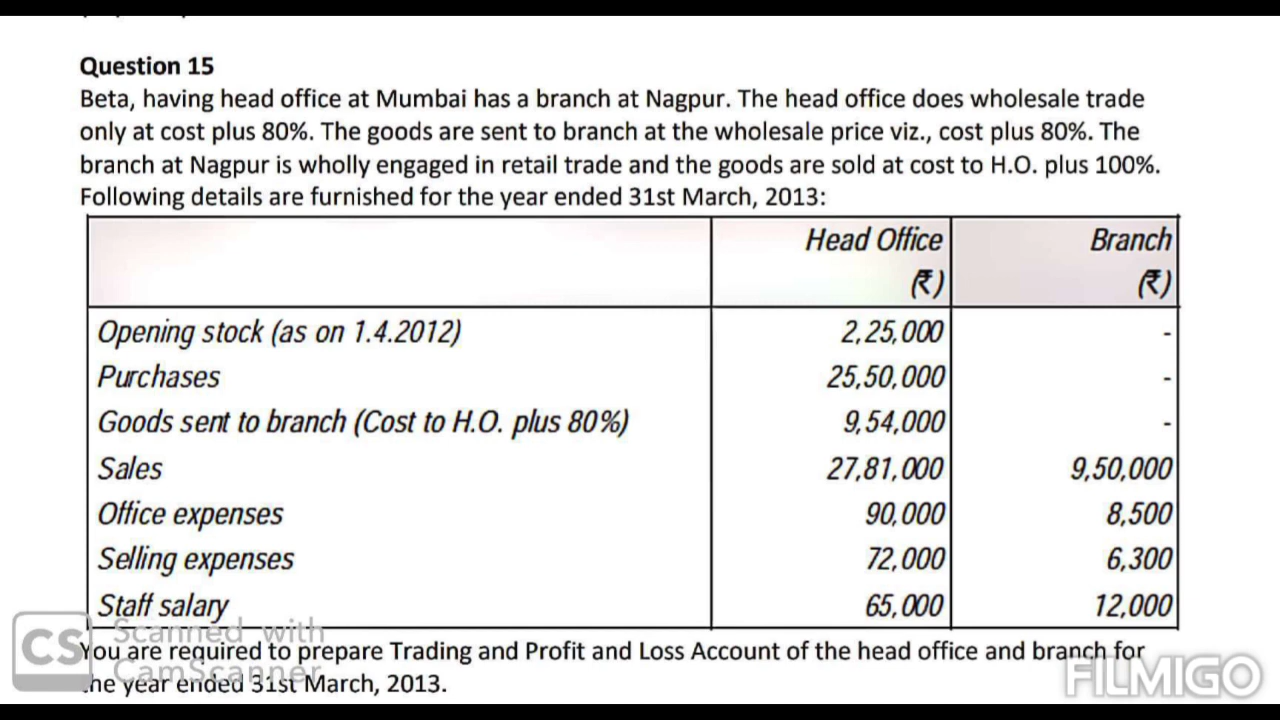 Question 15
Beta, having head office at Mumbai has a branch at Nagpur. The head office does wholesale trade
only at cost plus 80%. The goods are sent to branch at the wholesale price viz., cost plus 80%. The
branch at Nagpur is wholly engaged in retail trade and the goods are sold at cost to H.O. plus 100%.
Following details are furnished for the year ended 31st March, 2013:
Head Office Branch
(₹) (₹)
Opening stock (as on 1.4.2012) 2,25,000 -
Purchases 25,50,000 -
Goods sent to branch (Cost to H.O. plus 80%) 9,54,000 -
Sales 27,81,000 9,50,000
Office expenses 90,000 8,500
Selling expenses 72,000 6,300
Staff salary 65,000 12,000
CS Scanned with
CamScanner
You are required to prepare Trading and Profit and Loss Account of the head office and branch for
the year ended 31st March, 2013.
FILMIGO